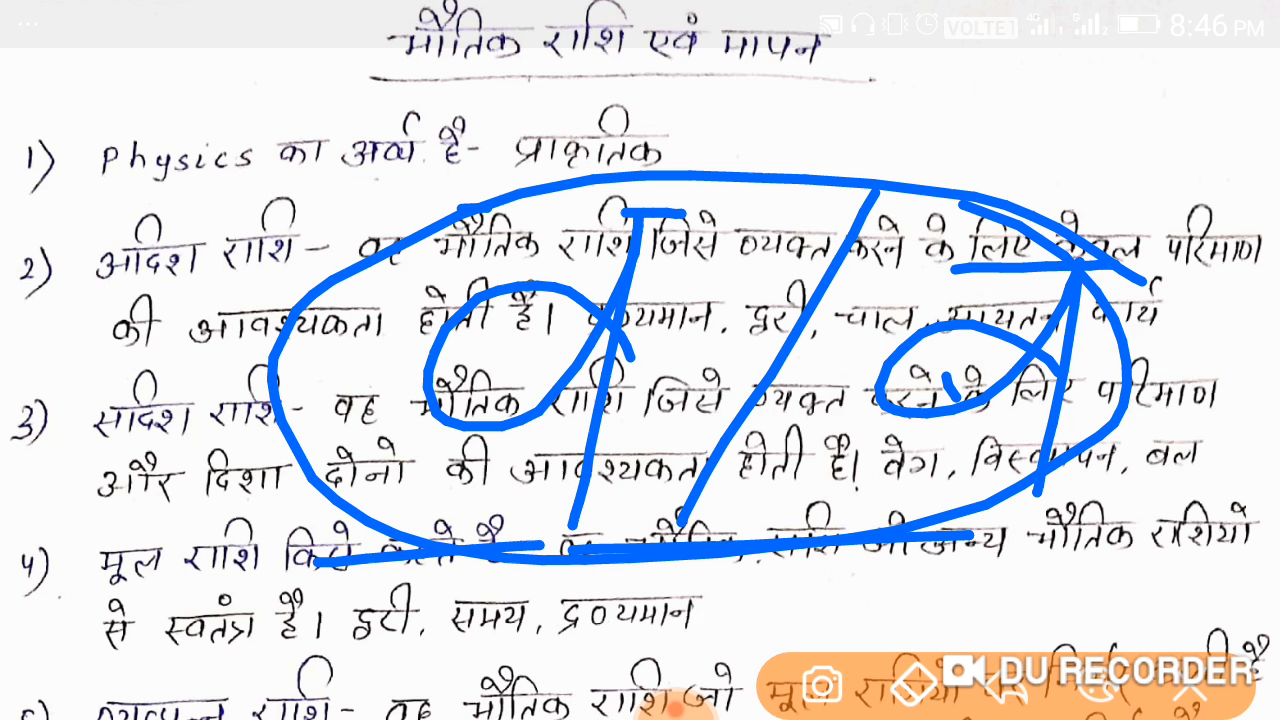 VOLTE1 8:46 PM
भौतिक राशि एवं मापन
1) Physics का अर्थ है- प्राकृतिक
2) अदिश राशि - वह भौतिक राशि जिसे व्यक्त करने के लिए केवल परिमाण
की आवश्यकता होती है। द्रव्यमान, दूरी, चाल, आयतन, कार्य
3) सदिश राशि - वह भौतिक राशि जिसे व्यक्त करने के लिए परिमाण
और दिशा दोनो की आवश्यकता होती है। वेग, विस्थापन, बल
4) मूल राशि किसे कहते है - वह भौतिक राशि जो अन्य भौतिक राशियो
से स्वतंत्र है। दूरी, समय, द्रव्यमान
राशि - वह भौतिक राशि जो मूल राशियों
DU RECORDER